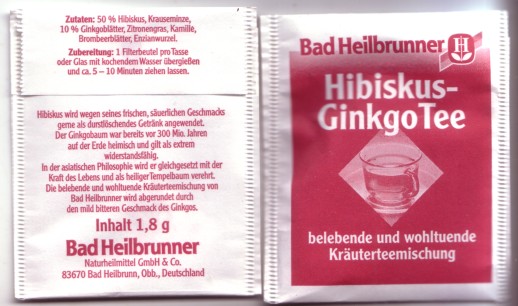 Zutaten: 50 % Hibiskus, Krauseminze,
10 % Ginkgoblätter, Zitronengras, Kamille,
Brombeerblätter, Enzianwurzel.
Zubereitung: 1 Filterbeutel pro Tasse
oder Glas mit kochendem Wasser übergießen
und ca. 5 – 10 Minuten ziehen lassen.
Hibiskus wird wegen seines frischen, säuerlichen Geschmacks
gerne als durstlöschendes Getränk angewendet.
Der Ginkgobaum war bereits vor 300 Mio. Jahren
auf der Erde heimisch und gilt als extrem
widerstandsfähig.
In der asiatischen Philosophie wird er gleichgesetzt mit der
Kraft des Lebens und als heiliger Tempelbaum verehrt.
Die belebende und wohltuende Kräuterteemischung von
Bad Heilbrunner wird abgerundet durch
den mild bitteren Geschmack des Ginkgos.
Inhalt 1,8 g
Bad Heilbrunner
Naturheilmittel GmbH & Co.
83670 Bad Heilbrunn, Obb., Deutschland
Bad Heilbrunner
H
Hibiskus-
Ginkgo Tee
belebende und wohltuende
Kräuterteemischung